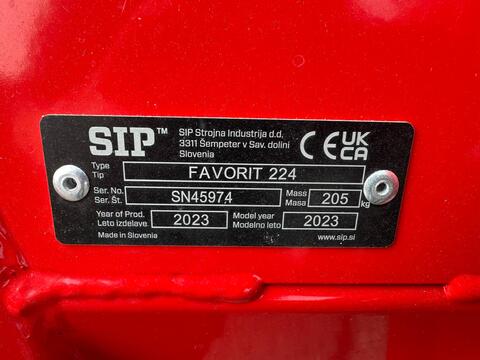 SIP™ SIP Strojna Industrija d.d. CE UK
3311 Šempeter v Sav. dolini CA
Slovenia
Type
Tip FAVORIT 224
Ser. No. SN45974 Mass 205
Ser. Št. Masa kg
Year of Prod. 2023 Model year 2023
Leto izdelave Modelno leto
Made in Slovenia www.sip.si